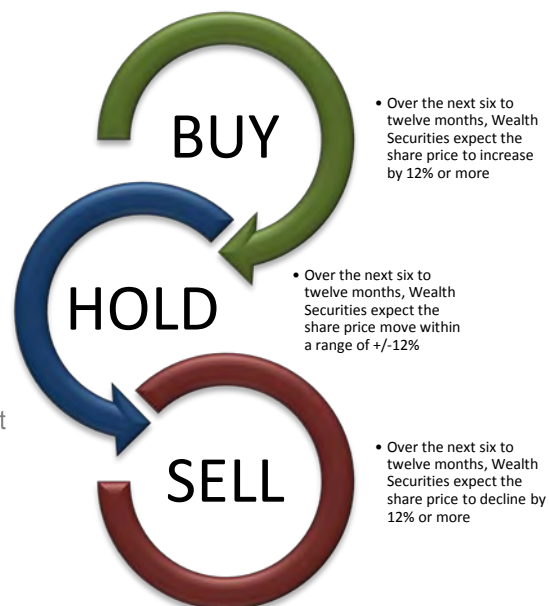 BUY
• Over the next six to
twelve months, Wealth
Securities expect the
share price to increase
by 12% or more
HOLD
• Over the next six to
twelve months, Wealth
Securities expect the
share price move within
a range of +/-12%
SELL
• Over the next six to
twelve months, Wealth
Securities expect the
share price to decline by
12% or more